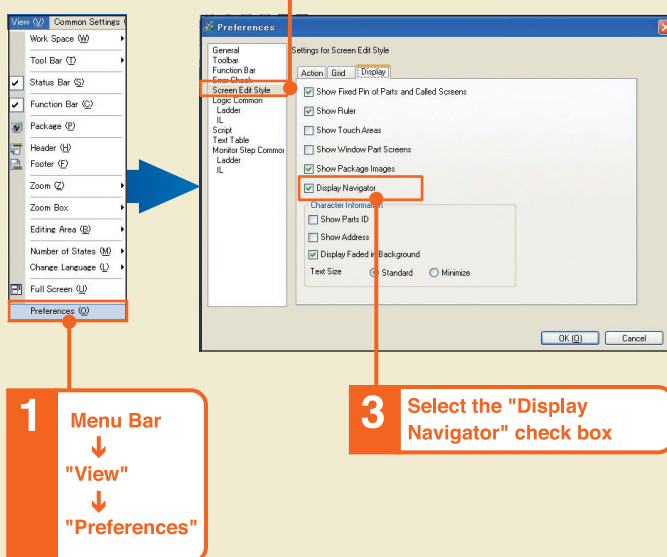 View (V) Common Settings (
Work Space (W)
Tool Bar (T)
Status Bar (S)
Function Bar (C)
Package (P)
Header (H)
Footer (F)
Zoom (Z)
Zoom Box
Editing Area (B)
Number of States (M)
Change Language (L)
Full Screen (U)
Preferences (O)
Preferences
General
Toolbar
Function Bar
Error Check
Screen Edit Style
Logic Common
Ladder
IL
Script
Text Table
Monitor Step Common
Ladder
IL
Settings for Screen Edit Style
Action Grid Display
Show Fixed Pin of Parts and Called Screens
Show Ruler
Show Touch Areas
Show Window Part Screens
Show Package Images
Display Navigator
Character Information
Show Parts ID
Show Address
Display Faded in Background
Text Size Standard Minimize
OK (O) Cancel
1 Menu Bar
↓
"View"
↓
"Preferences"
3 Select the "Display
Navigator" check box